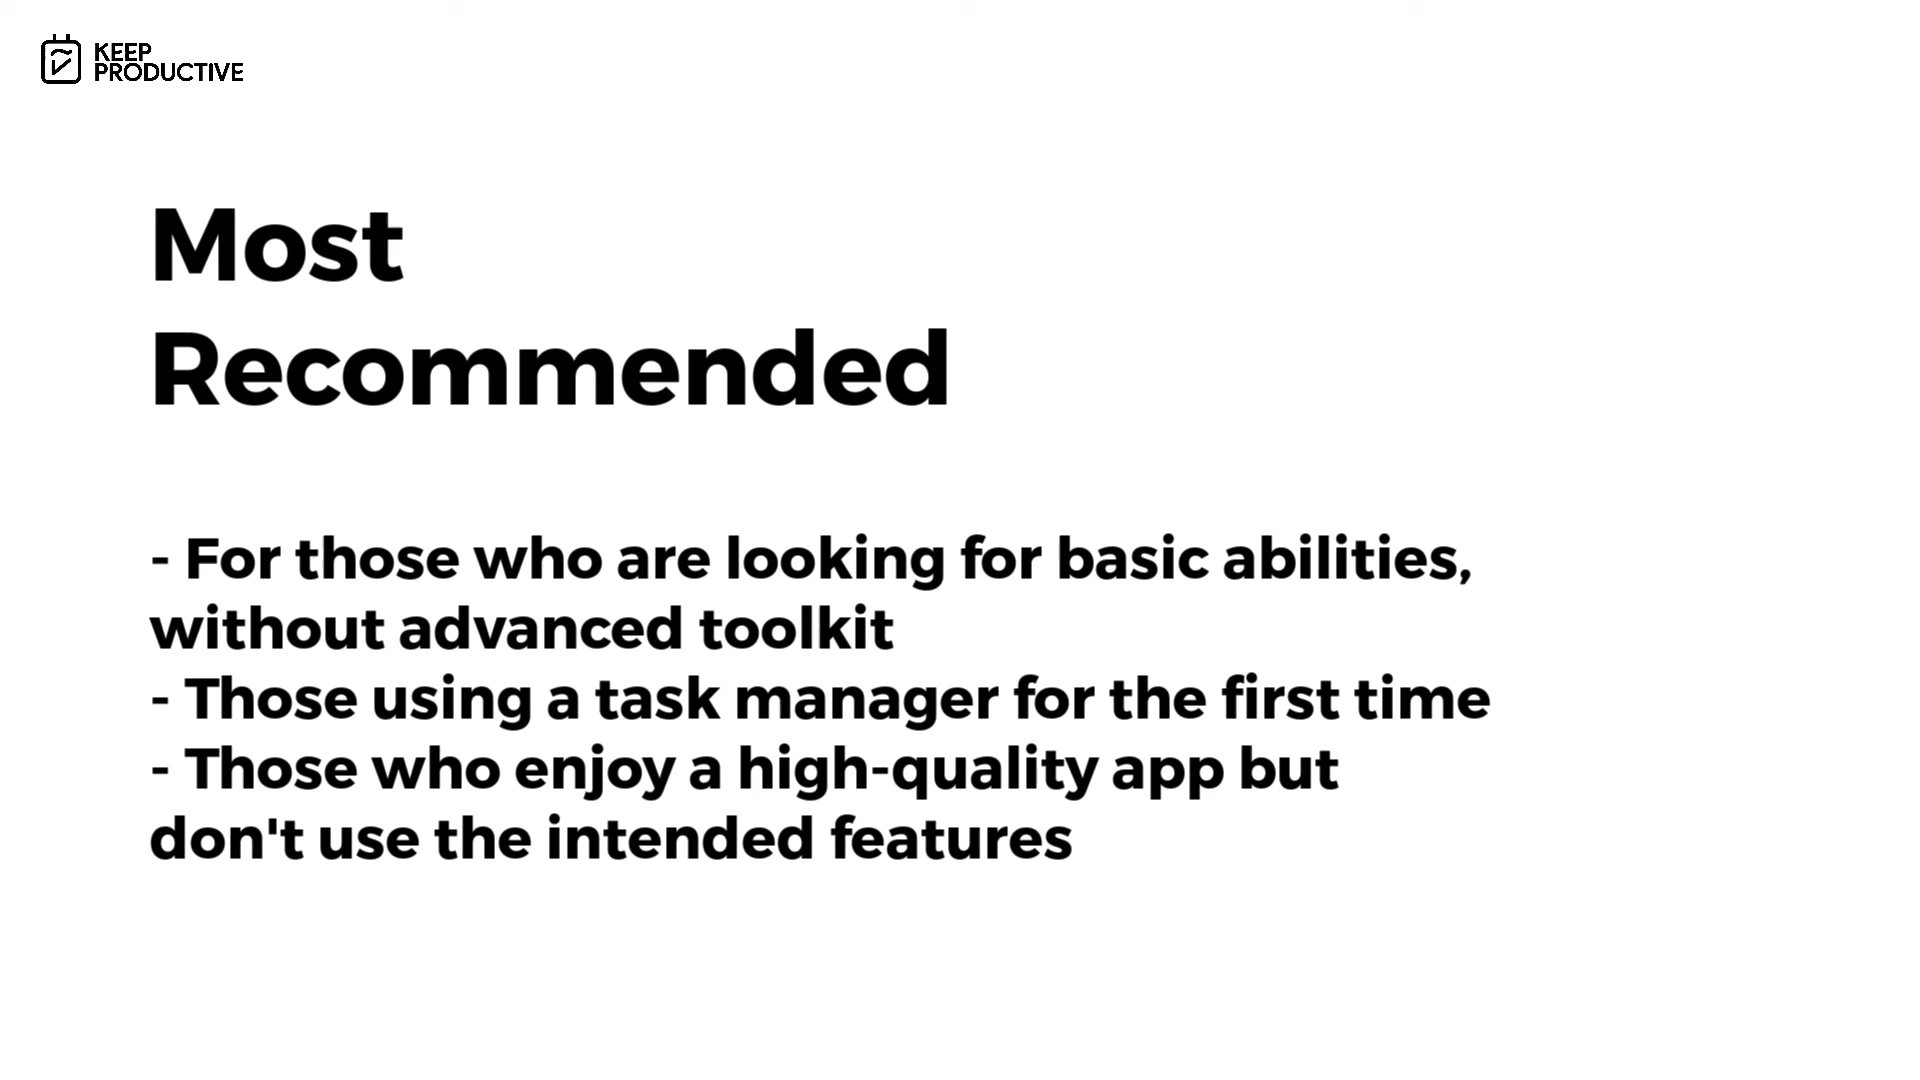 KEEP
PRODUCTIVE
Most
Recommended
- For those who are looking for basic abilities,
without advanced toolkit
- Those using a task manager for the first time
- Those who enjoy a high-quality app but
don't use the intended features